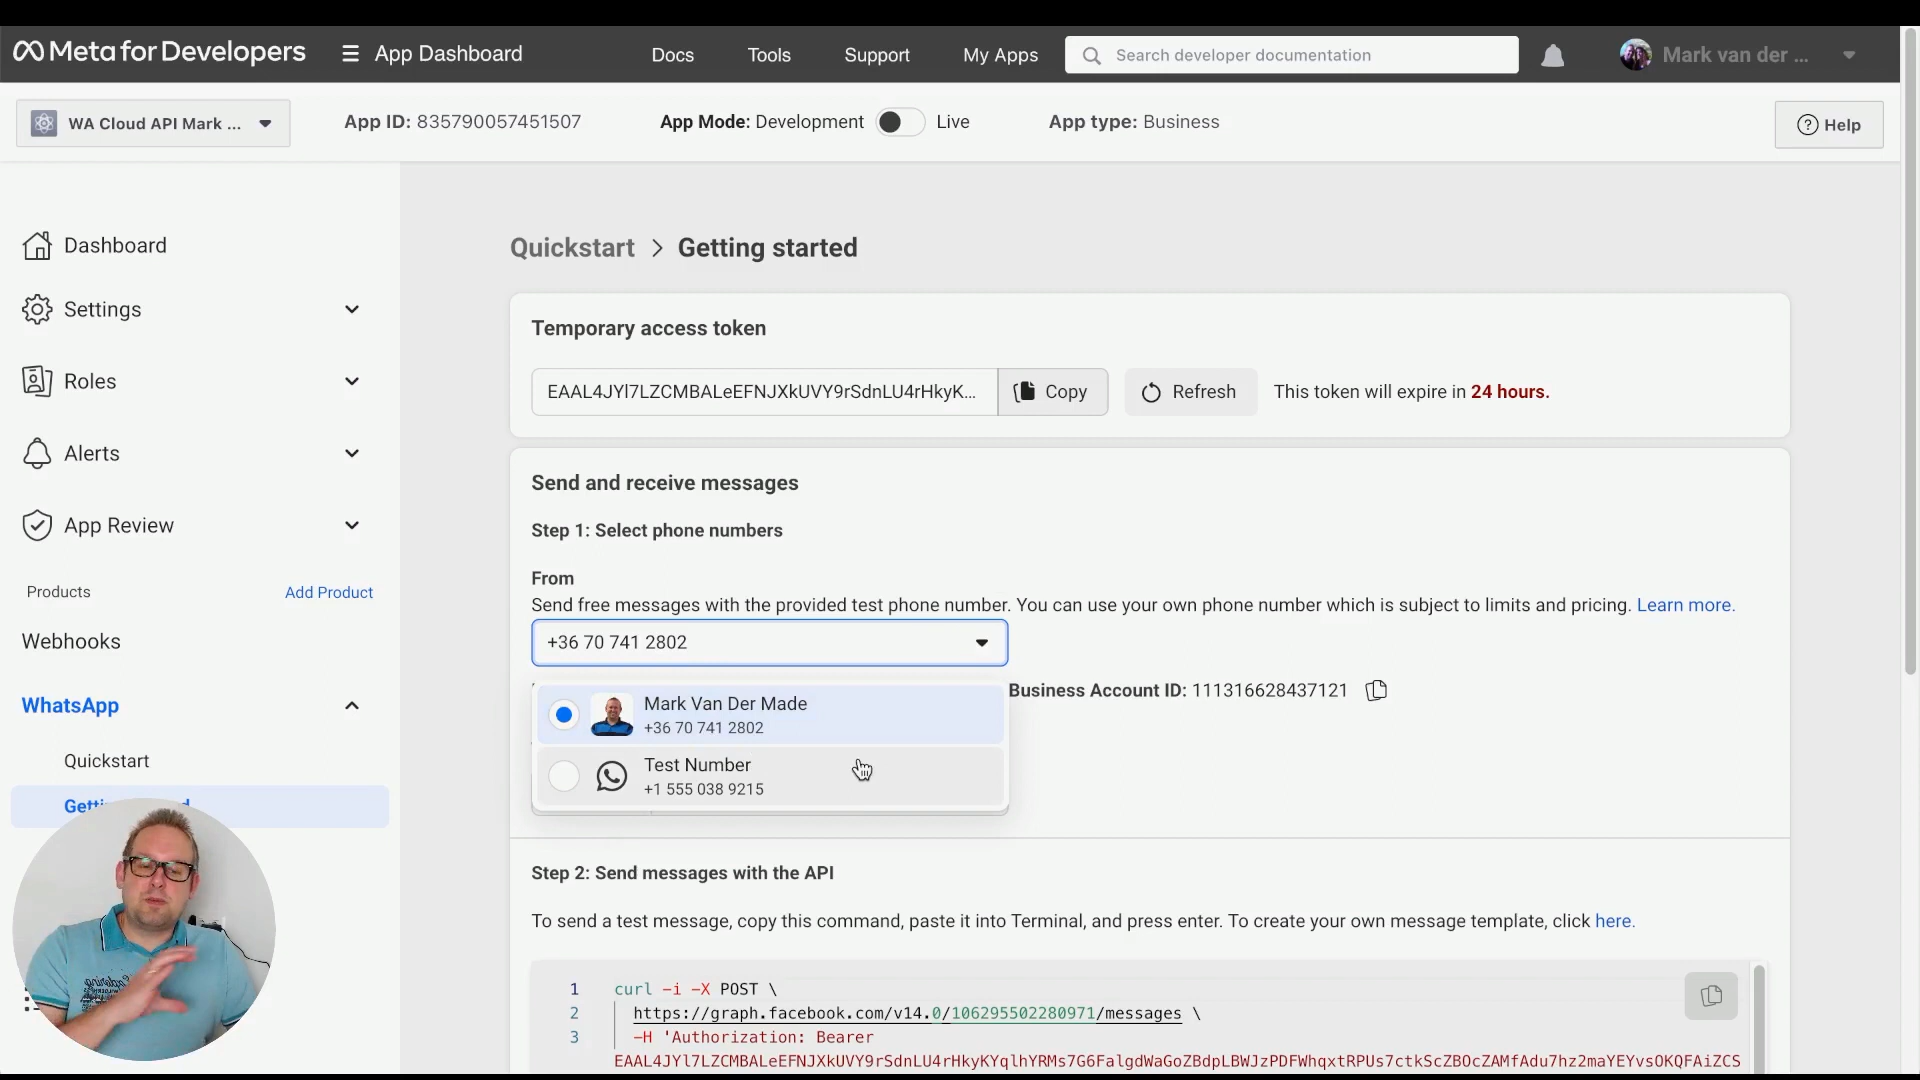 Meta for Developers
App Dashboard
Docs
Tools
Support
My Apps
Search developer documentation
Mark van der ...
WA Cloud API Mark ...
App ID: 835790057451507
App Mode: Development
Live
App type: Business
Help
Dashboard
Settings
Roles
Alerts
App Review
Products
Add Product
Webhooks
WhatsApp
Quickstart
Quickstart > Getting started
Temporary access token
EAAL4JYl7LZCMBALeEFNJXkUVY9rSdnLU4rHkyK...
Copy
Refresh
This token will expire in 24 hours.
Send and receive messages
Step 1: Select phone numbers
From
Send free messages with the provided test phone number. You can use your own phone number which is subject to limits and pricing. Learn more.
+36 70 741 2802
Business Account ID: 111316628437121
Mark Van Der Made
+36 70 741 2802
Test Number
+1 555 038 9215
Step 2: Send messages with the API
To send a test message, copy this command, paste it into Terminal, and press enter. To create your own message template, click here.
1 curl -i -X POST \
2 https://graph.facebook.com/v14.0/106295502280971/messages \
3 -H 'Authorization: Bearer
EAAL4JYl7LZCMBALeEFNJXkUVY9rSdnLU4rHkyKYqlhYRMs7G6FalgdWaGoZBdpLBWJzPDFWhqxtRPUs7ctkScZBOcZAMfAdu7hz2maYEYvsOKQFAiZCS